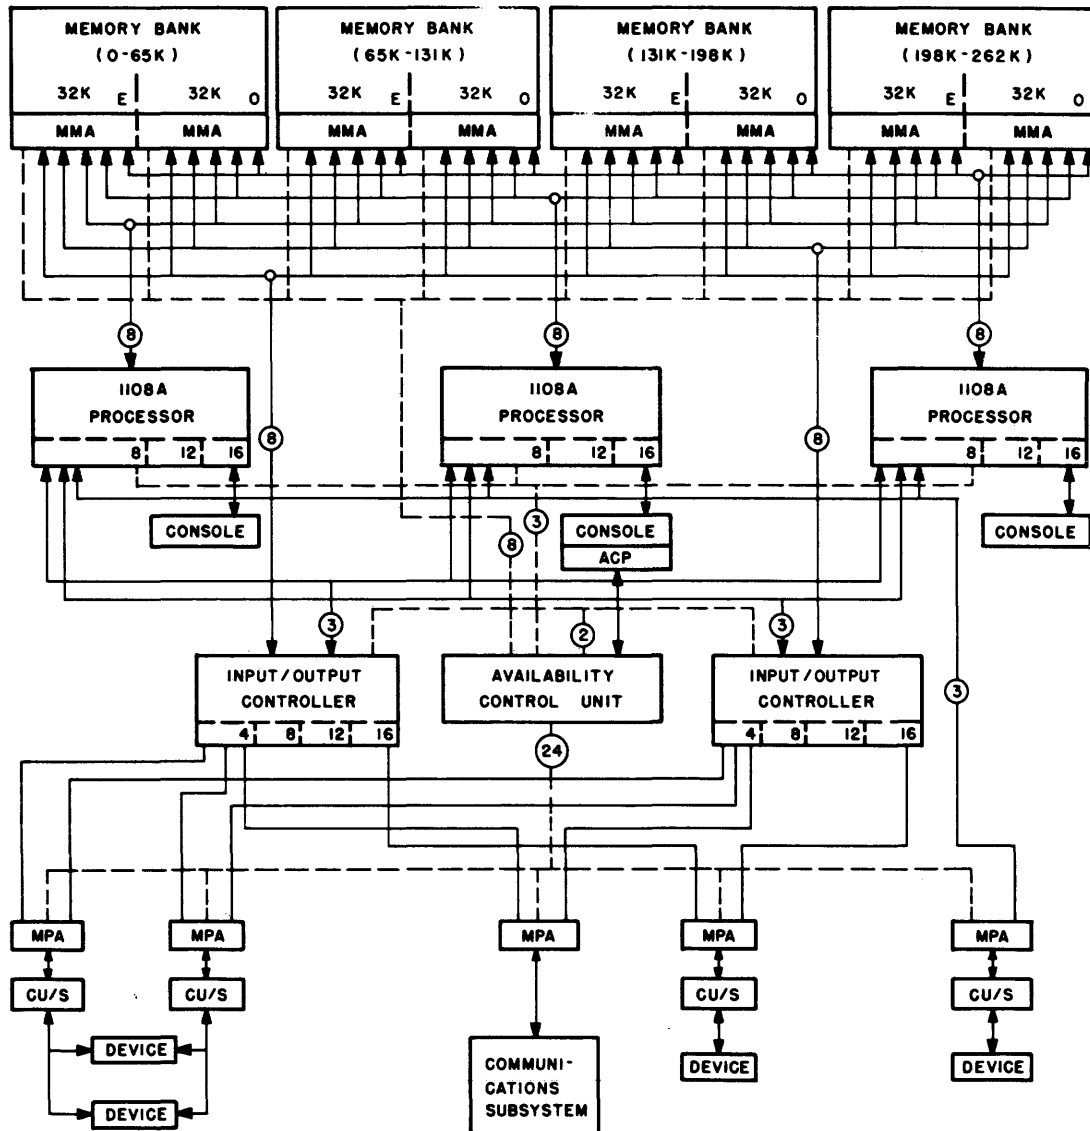 MEMORY BANK
(0-65K)
32K E 32K O
MMA MMA
MEMORY BANK
(65K-131K)
32K E 32K O
MMA MMA
MEMORY BANK
(131K-198K)
32K E 32K O
MMA MMA
MEMORY BANK
(198K-262K)
32K E 32K O
MMA MMA
8
8
8
1108A
PROCESSOR
8 12 16
1108A
PROCESSOR
8 12 16
1108A
PROCESSOR
8 12 16
8
8
CONSOLE
3
8
CONSOLE
ACP
CONSOLE
3
2
3
3
INPUT/OUTPUT
CONTROLLER
4 8 12 16
AVAILABILITY
CONTROL UNIT
INPUT/OUTPUT
CONTROLLER
4 8 12 16
24
MPA
MPA
MPA
MPA
MPA
CU/S
CU/S
CU/S
CU/S
DEVICE
DEVICE
COMMUNI-
CATIONS
SUBSYSTEM
DEVICE
DEVICE